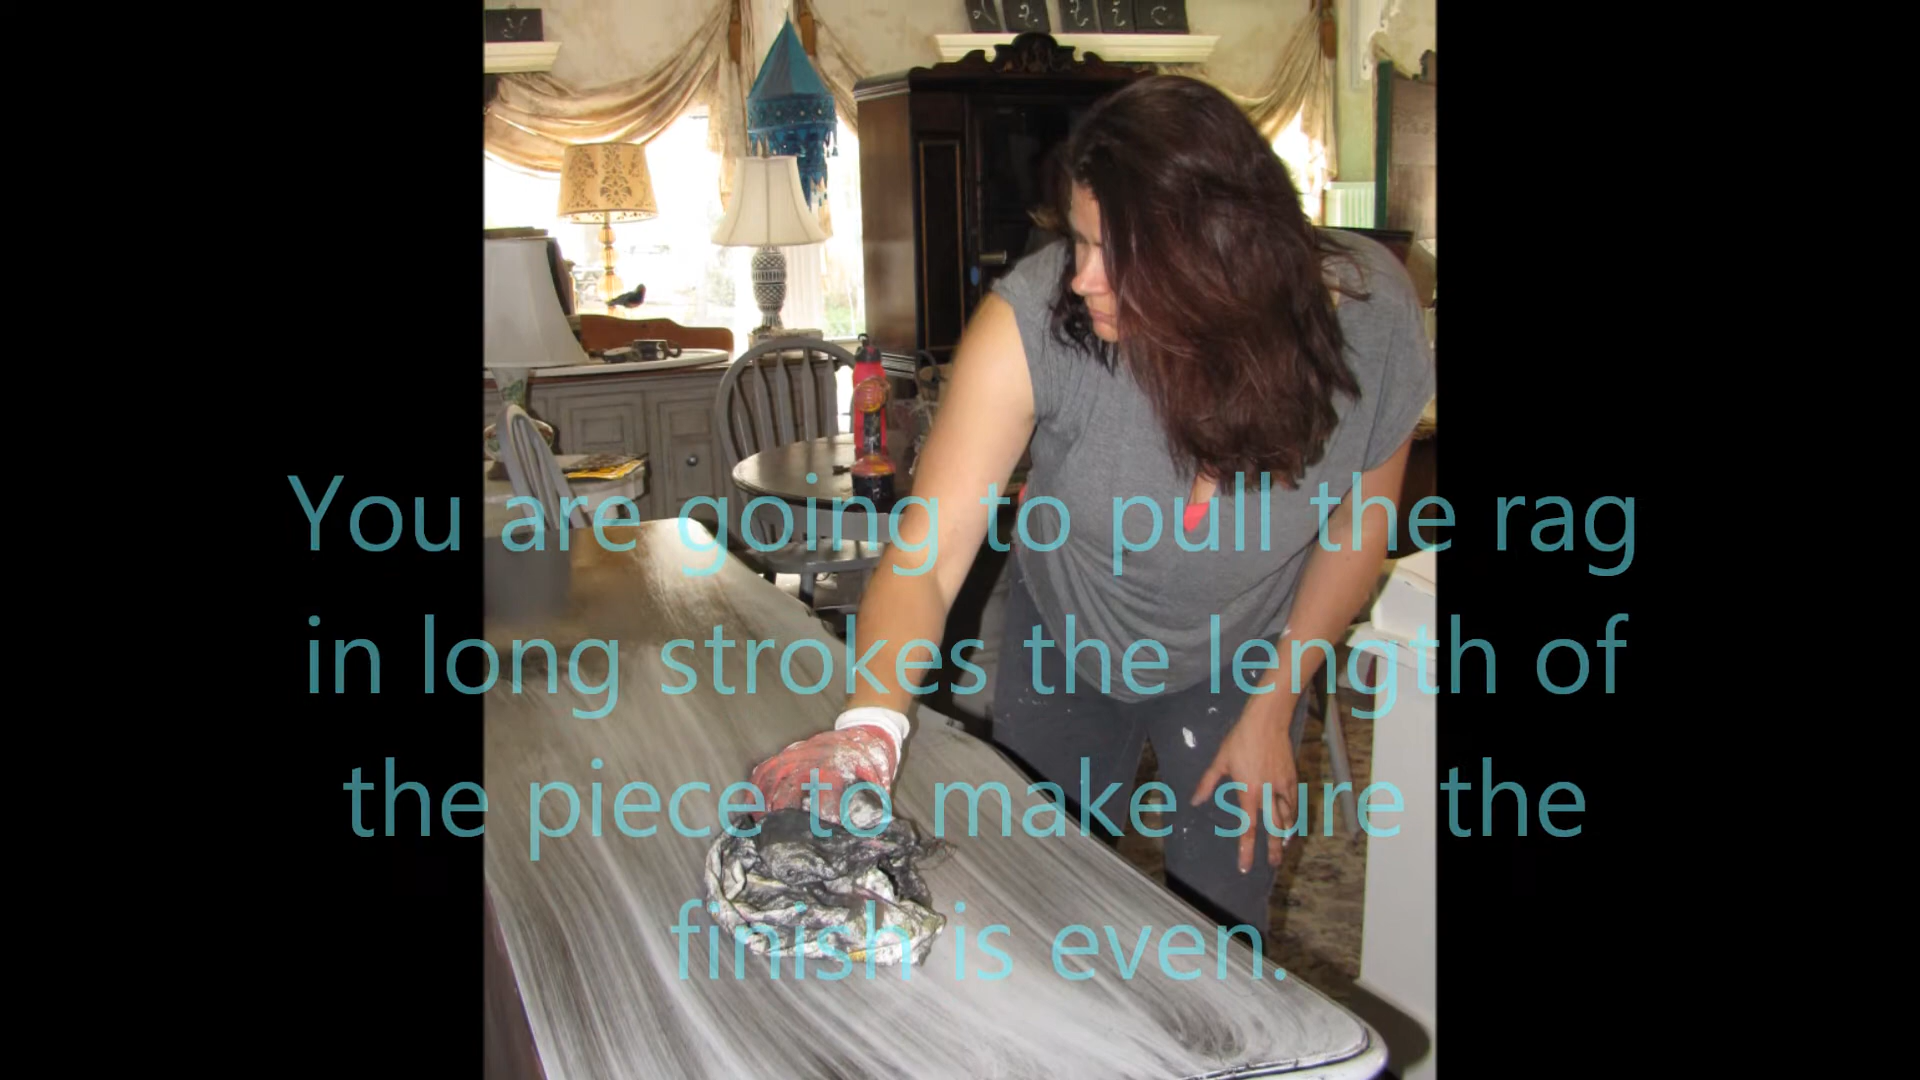 You are going to pull the rag
in long strokes the length of
the piece to make sure the
finish is even.